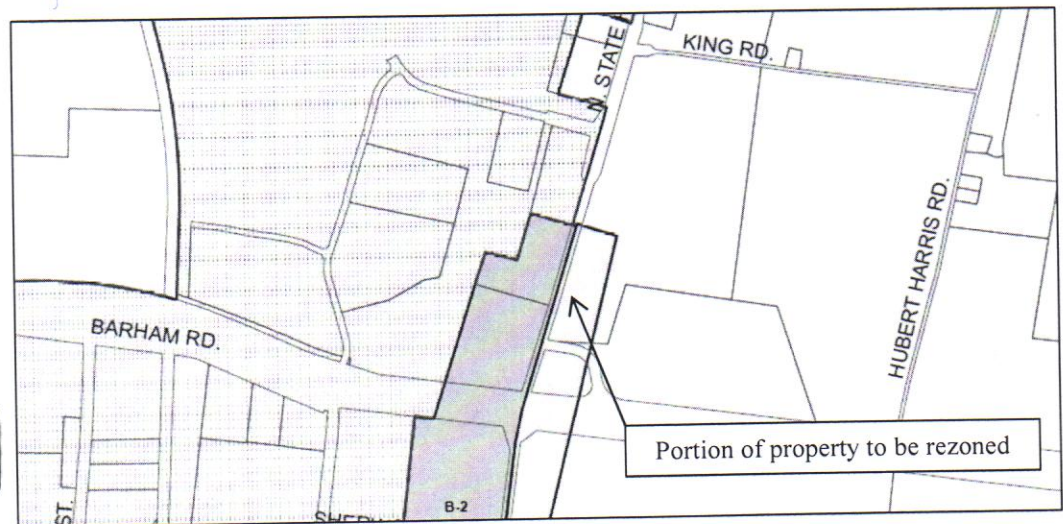 N. STATE
KING RD.
HUBERT HARRIS RD.
BARHAM RD.
Portion of property to be rezoned
B-2
ST.